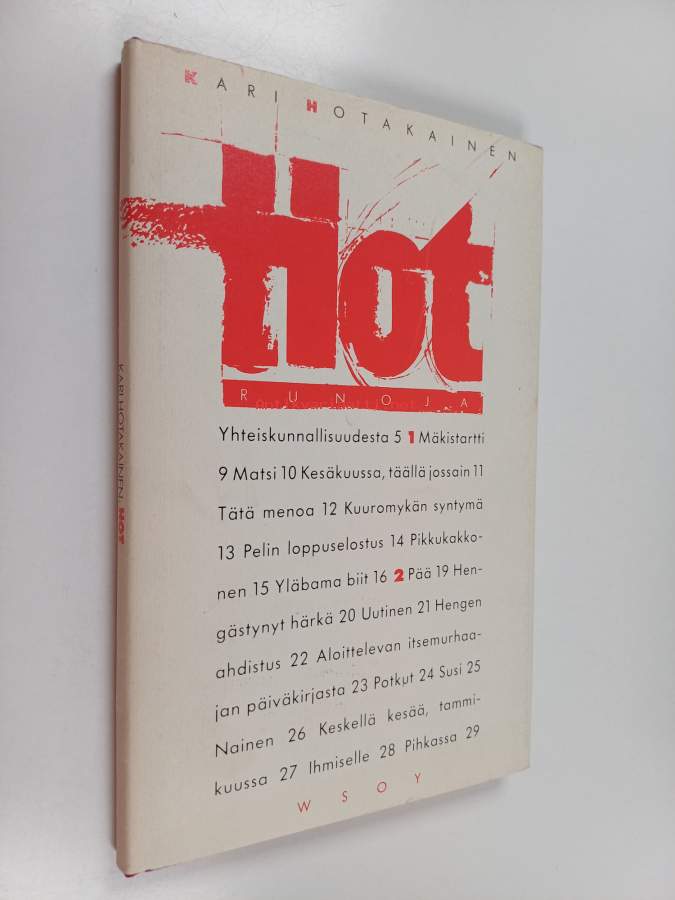 KARI HOTAKAINEN
Hot
RUNOJA
Yhteiskunnallisuudesta 5 1 Mäkistartti
9 Matsi 10 Kesäkuussa, täällä jossain 11
Tätä menoa 12 Kuuromykän syntymä
13 Pelin loppuselostus 14 Pikkukakko-
nen 15 Yläbama biit 16 2 Pää 19 Hen-
gästynyt härkä 20 Uutinen 21 Hengen
ahdistus 22 Aloittelevan itsemurhaa-
jan päiväkirjasta 23 Potkut 24 Susi 25
Nainen 26 Keskellä kesää, tammi-
kuussa 27 Ihmiselle 28 Pihkassa 29
WSOY
KARI HOTAKAINEN: HOT